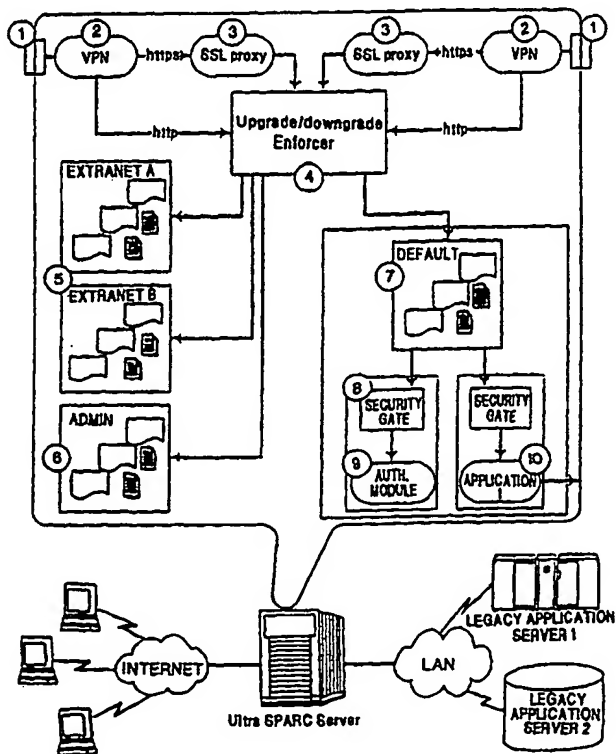 1
2
VPN
https
3
SSL proxy
3
SSL proxy
https
2
VPN
1
http
Upgrade/downgrade
Enforcer
http
4
EXTRANET A
5
EXTRANET B
ADMIN
6
DEFAULT
7
8
SECURITY
GATE
SECURITY
GATE
9
AUTH.
MODULE
10
APPLICATION
INTERNET
Ultra SPARC Server
LAN
LEGACY APPLICATION
SERVER 1
LEGACY
APPLICATION
SERVER 2